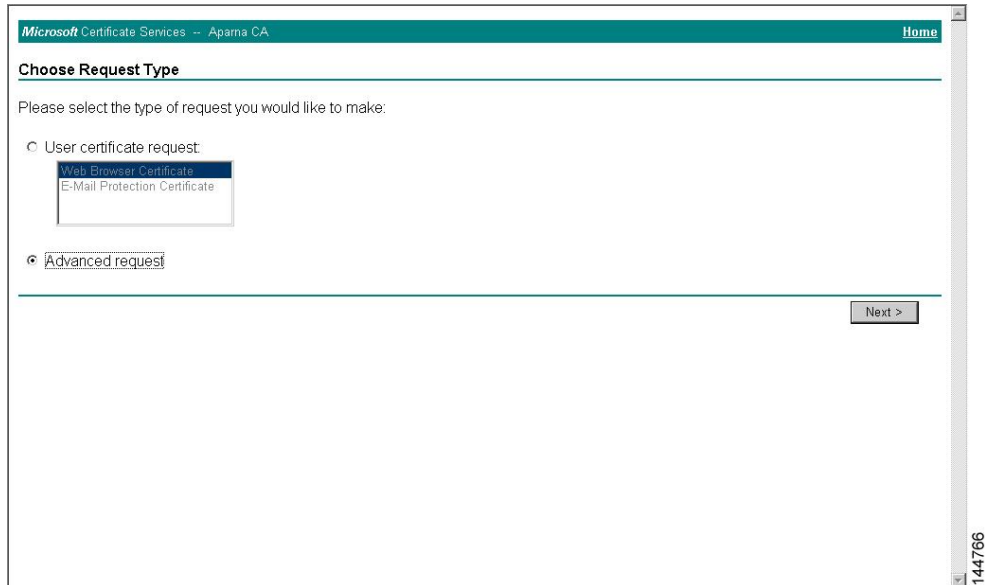 Microsoft Certificate Services -- Aparna CA Home
Choose Request Type
Please select the type of request you would like to make:
User certificate request:
Web Browser Certificate
E-Mail Protection Certificate
Advanced request
Next >
144766